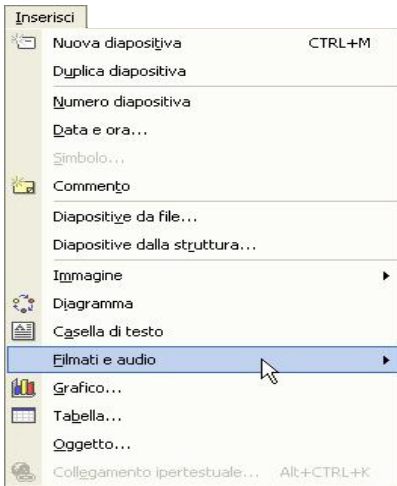 Inserisci
Nuova diapositiva CTRL+M
Duplica diapositiva
Numero diapositiva
Data e ora...
Simbolo...
Commento
Diapositive da file...
Diapositive dalla struttura...
Immagine
Diagramma
Casella di testo
Filmati e audio
Grafico...
Tabella...
Oggetto...
Collegamento ipertestuale... Alt+CTRL+K